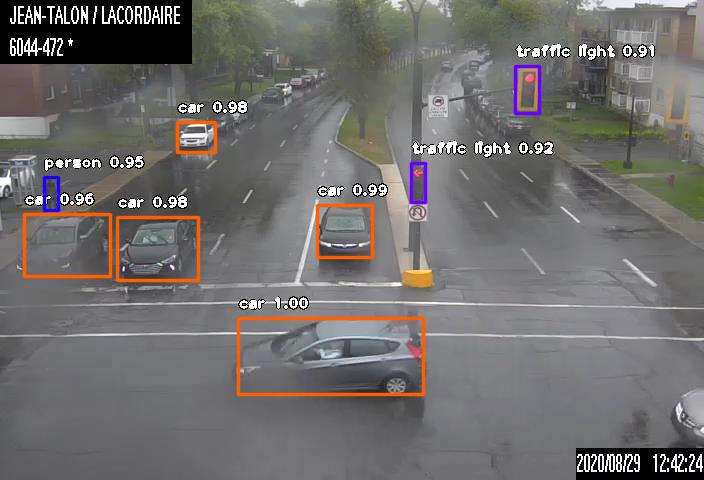 JEAN-TALON / LACORDAIRE
6044-472 *
traffic light 0.91
car 0.98
traffic light 0.92
person 0.95
car 0.96
car 0.98
car 0.99
car 1.00
2020/08/29 12:42:24